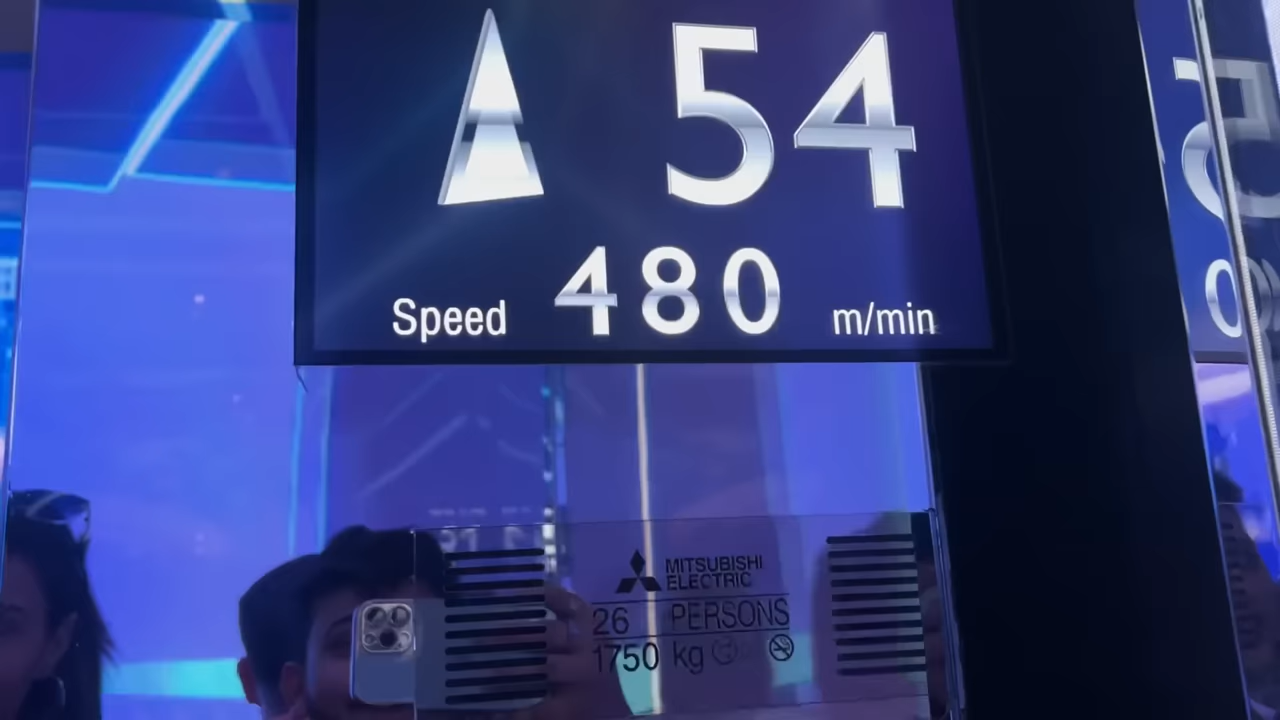 54
Speed 480 m/min
MITSUBISHI
ELECTRIC
26 PERSONS
1750 kg